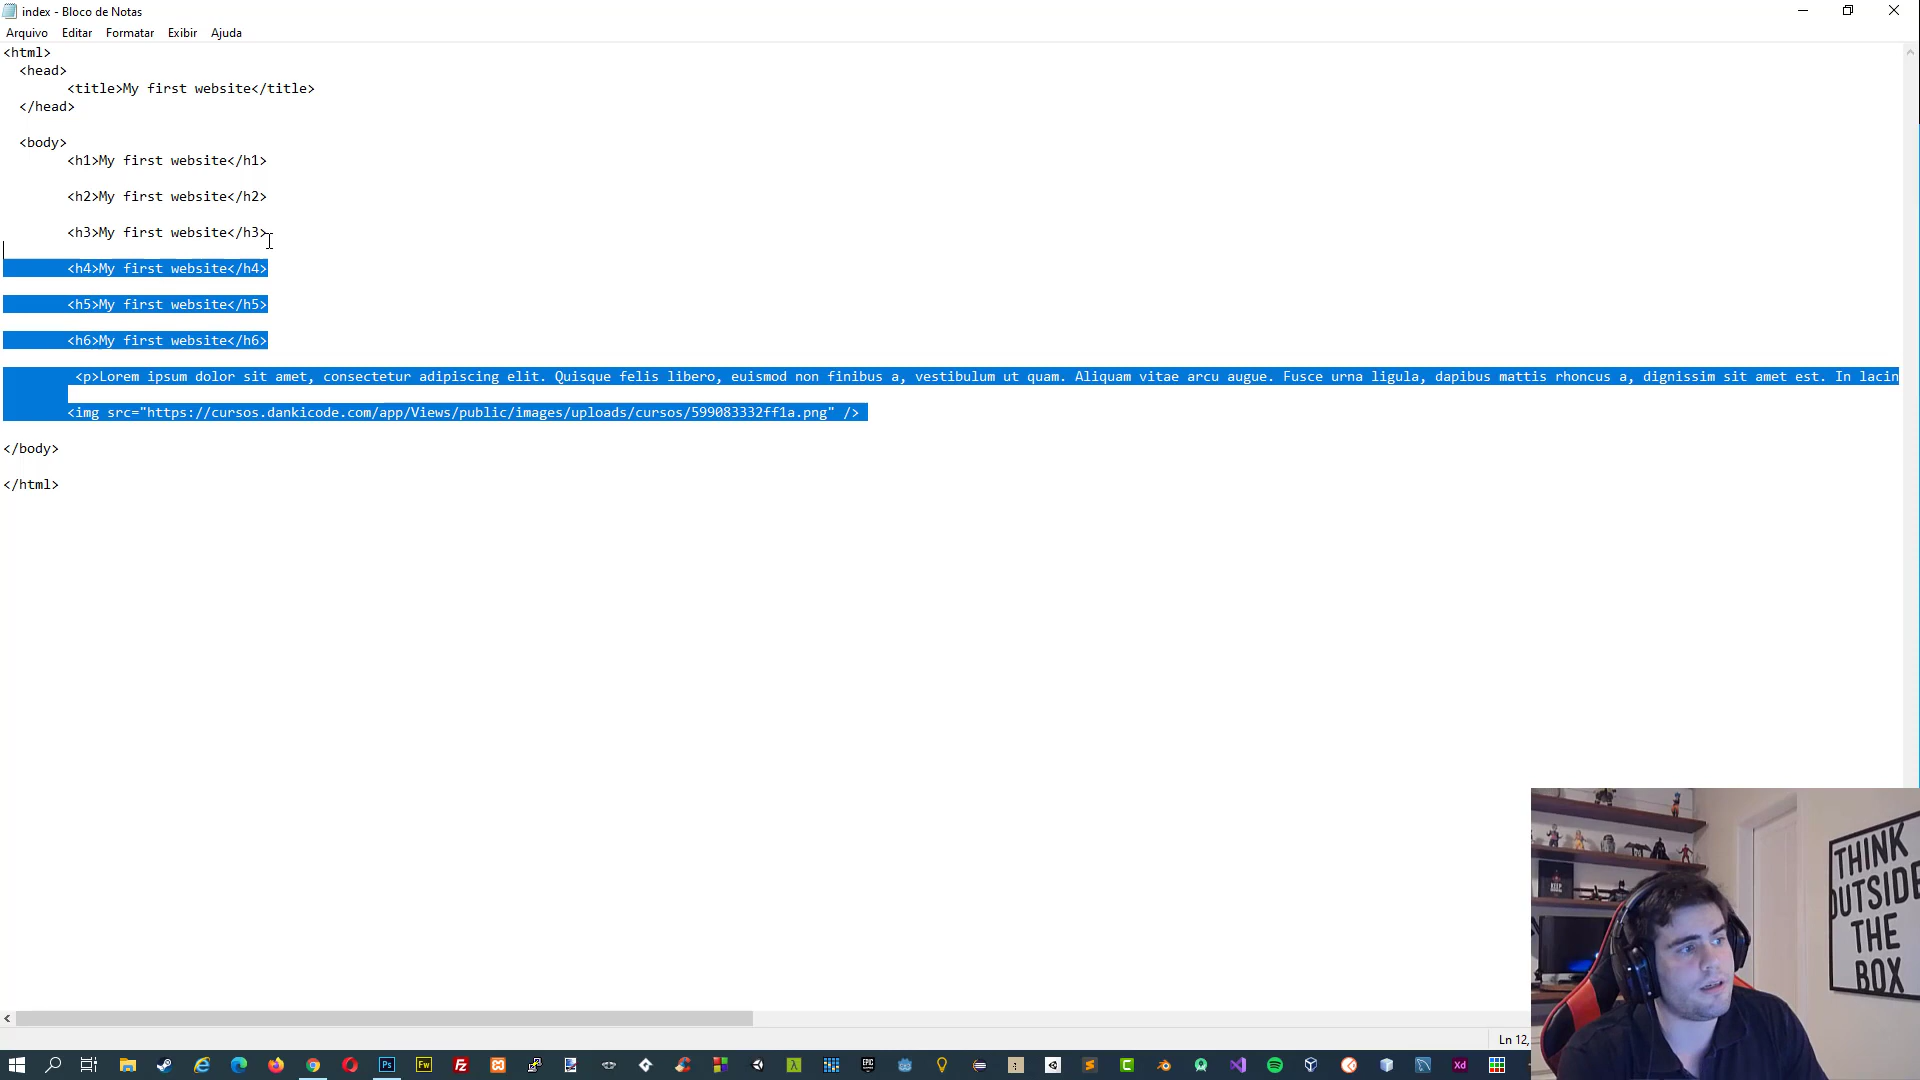 index - Bloco de Notas
Arquivo Editar Formatar Exibir Ajuda
<html>
<head>
<title>My first website</title>
</head>
<body>
<h1>My first website</h1>
<h2>My first website</h2>
<h3>My first website</h3>
<h4>My first website</h4>
<h5>My first website</h5>
<h6>My first website</h6>
<p>Lorem ipsum dolor sit amet, consectetur adipiscing elit. Quisque felis libero, euismod non finibus a, vestibulum ut quam. Aliquam vitae arcu augue. Fusce urna ligula, dapibus mattis rhoncus a, dignissim sit amet est. In lacin
<img src="https://cursos.dankicode.com/app/Views/public/images/uploads/cursos/599083332ff1a.png" />
</body>
</html>
THINK
OUTSIDE
THE
BOX
Ln 12,
Ps
Fw
Fz
EPIC
Xd